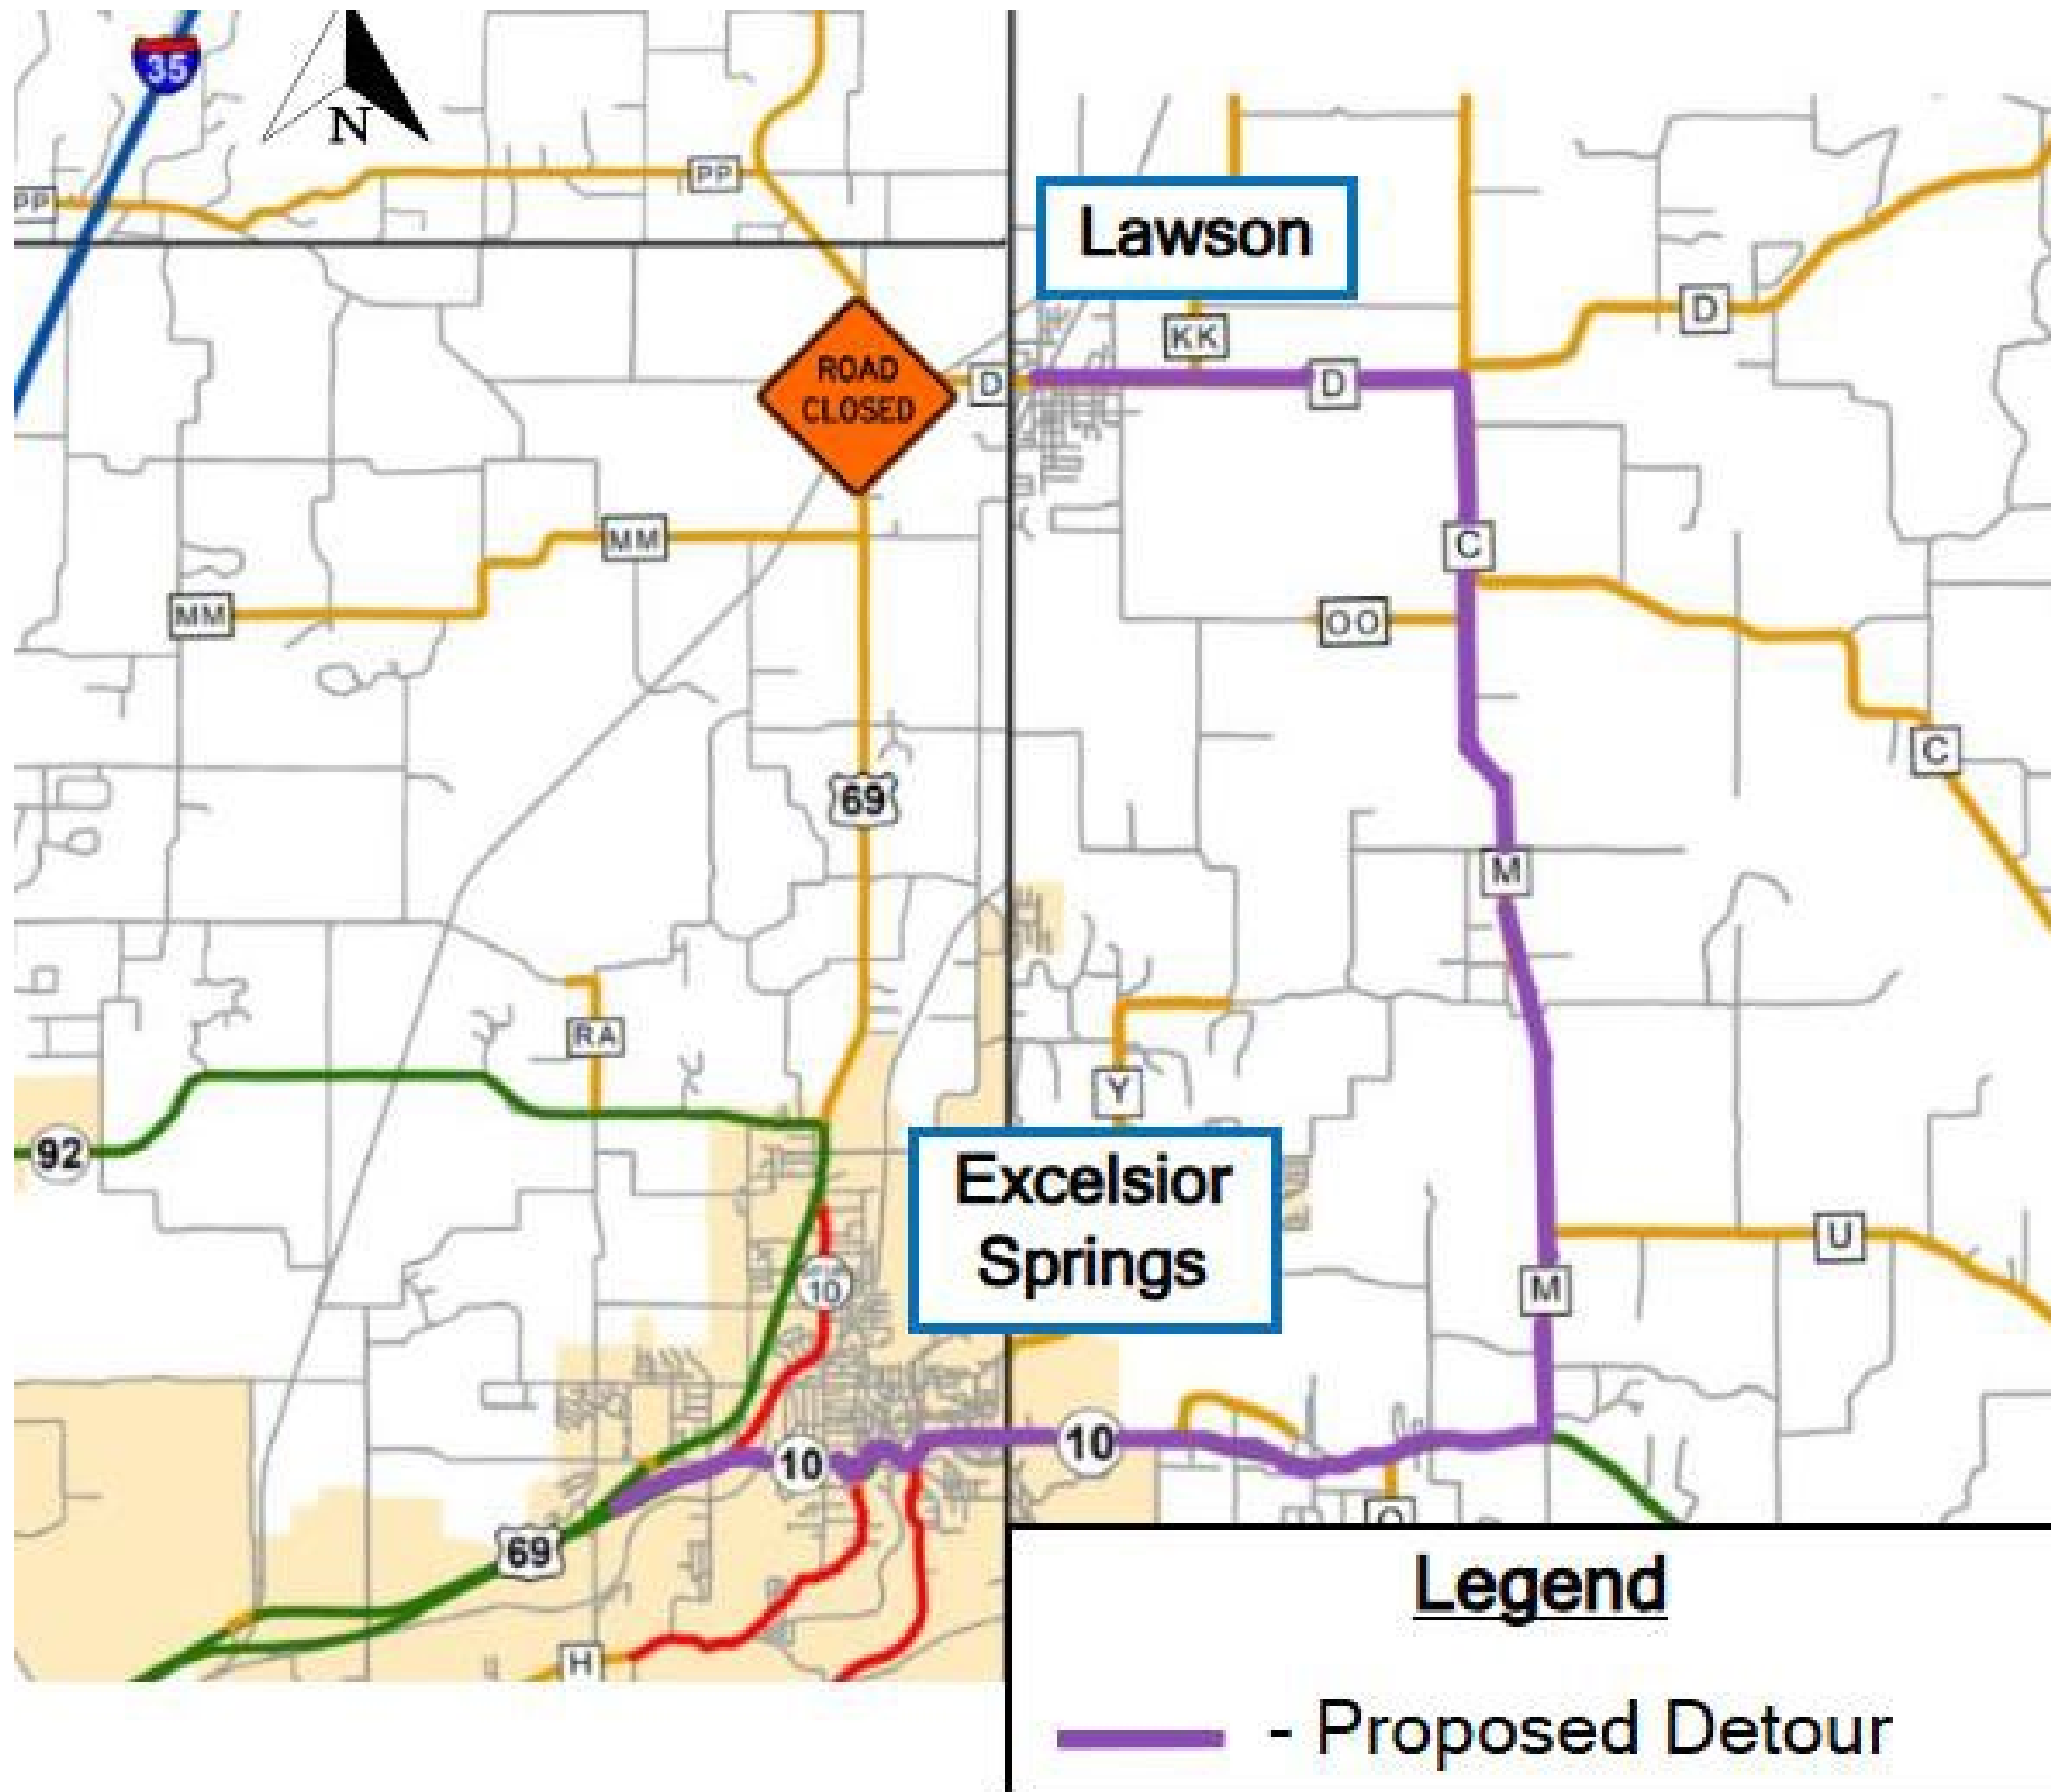 35
N
PP
PP
Lawson
D
KK
ROAD
CLOSED
D
D
MM
C
MM
OO
C
69
M
RA
Y
92
Excelsior
Springs
U
10
M
10
10
69
H
Legend
- Proposed Detour